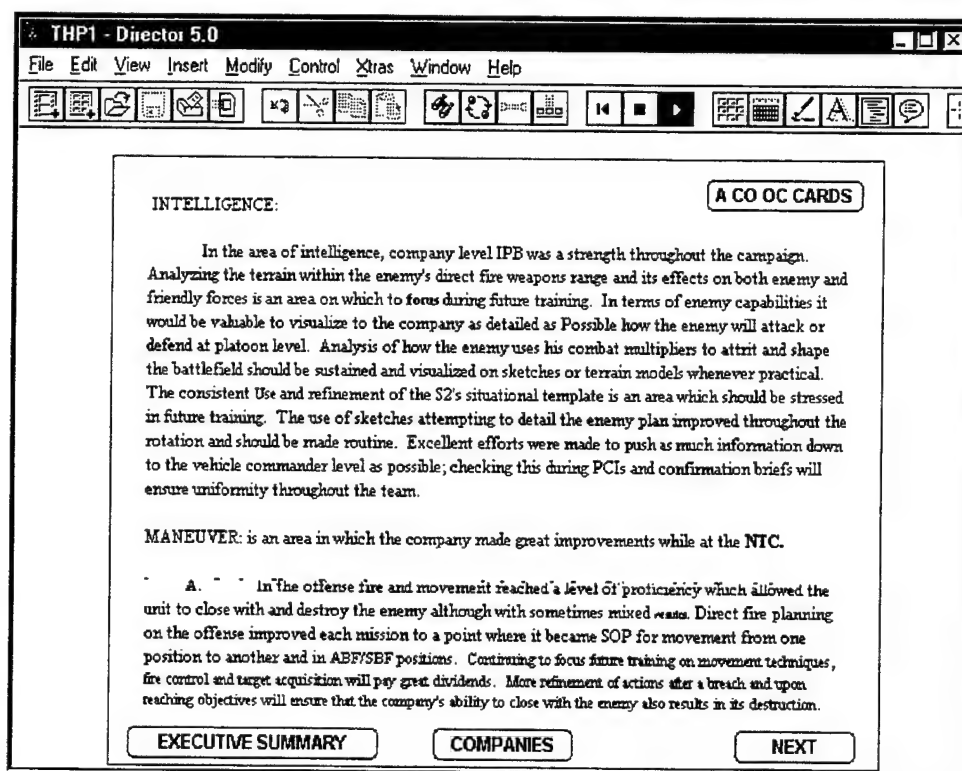 THP1 - Director 5.0
File Edit View Insert Modify Control Xtras Window Help
A CO OC CARDS
INTELLIGENCE:
In the area of intelligence, company level IPB was a strength throughout the campaign.
Analyzing the terrain within the enemy's direct fire weapons range and its effects on both enemy and
friendly forces is an area on which to focus during future training. In terms of enemy capabilities it
would be valuable to visualize to the company as detailed as Possible how the enemy will attack or
defend at platoon level. Analysis of how the enemy uses his combat multipliers to attrit and shape
the battlefield should be sustained and visualized on sketches or terrain models whenever practical.
The consistent Use and refinement of the S2's situational template is an area which should be stressed
in future training. The use of sketches attempting to detail the enemy plan improved throughout the
rotation and should be made routine. Excellent efforts were made to push as much information down
to the vehicle commander level as possible; checking this during PCIs and confirmation briefs will
ensure uniformity throughout the team.
MANEUVER: is an area in which the company made great improvements while at the NTC.
A. In the offense fire and movement reached a level of proficiency which allowed the
unit to close with and destroy the enemy although with sometimes mixed results. Direct fire planning
on the offense improved each mission to a point where it became SOP for movement from one
position to another and in ABF/SBF positions. Continuing to focus future training on movement techniques,
fire control and target acquisition will pay great dividends. More refinement of actions after a breach and upon
reaching objectives will ensure that the company's ability to close with the enemy also results in its destruction.
EXECUTIVE SUMMARY COMPANIES NEXT